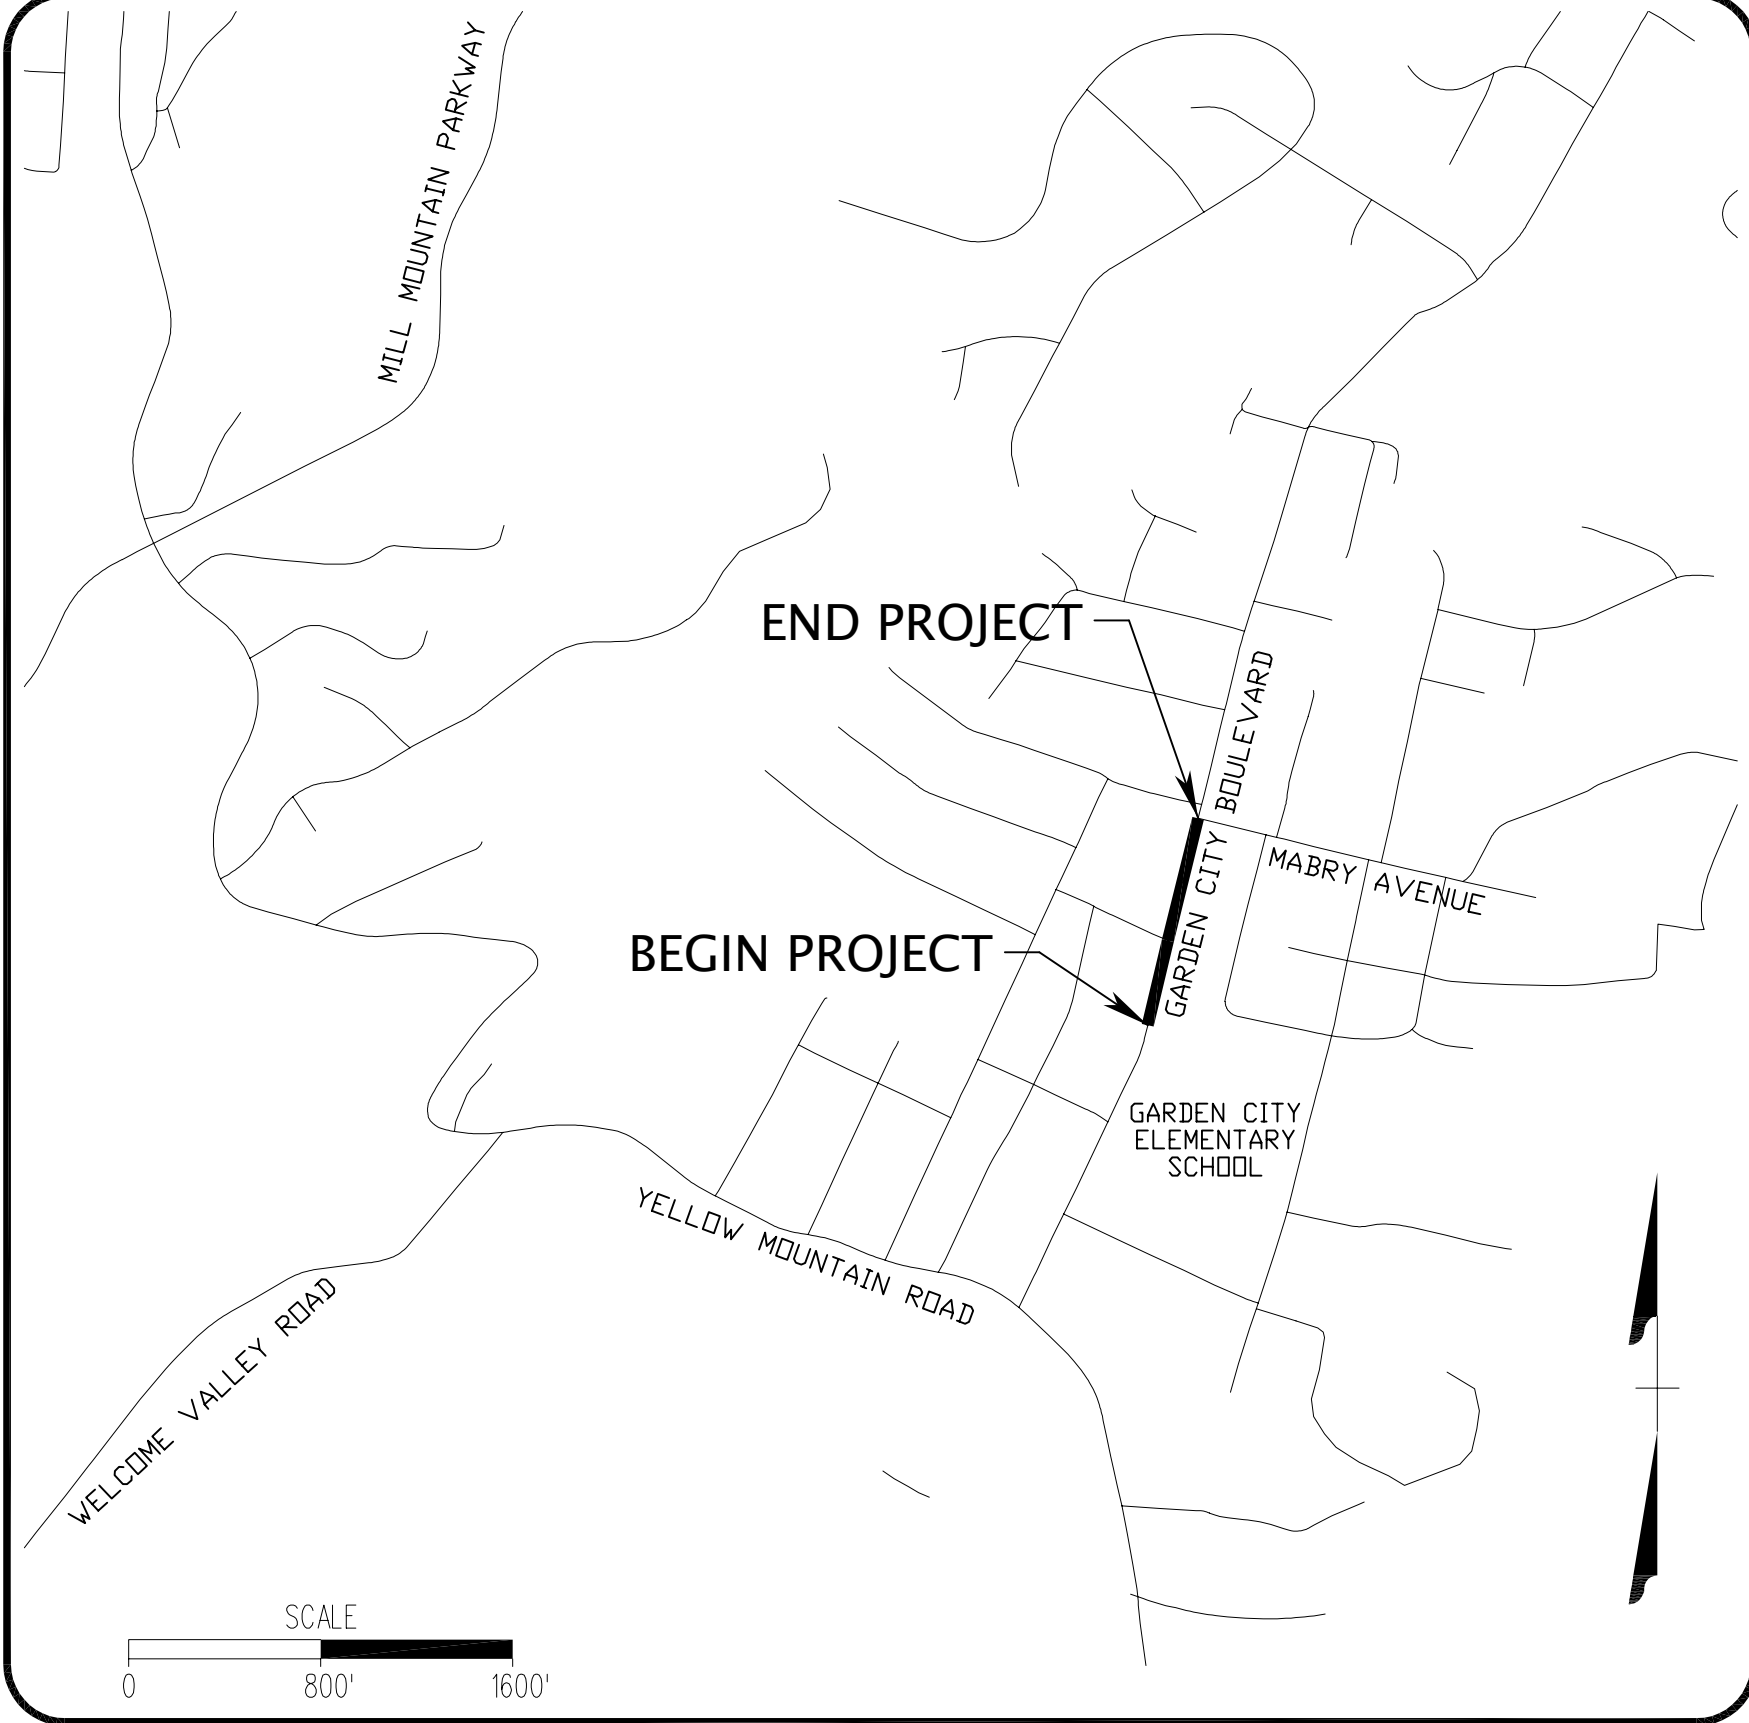 MILL MOUNTAIN PARKWAY
END PROJECT
GARDEN CITY BOULEVARD
MABRY AVENUE
BEGIN PROJECT
GARDEN CITY
ELEMENTARY
SCHOOL
YELLOW MOUNTAIN ROAD
WELCOME VALLEY ROAD
SCALE
0 800' 1600'